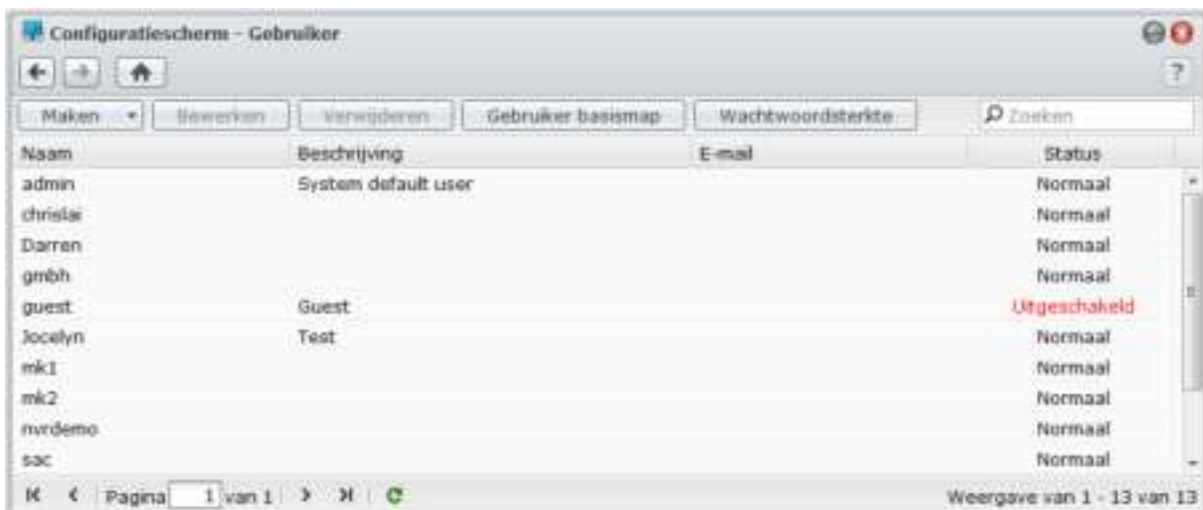 Configuratiescherm - Gebruiker
?
Maken Bewerken Verwijderen Gebruiker basismap Wachtwoordsterkte Zoeken
Naam Beschrijving E-mail Status
admin System default user Normaal
chrislai Normaal
Darren Normaal
gmbh Normaal
guest Guest Uitgeschakeld
Jocelyn Test Normaal
mk1 Normaal
mk2 Normaal
nvrdemo Normaal
sac Normaal
Pagina 1 van 1 Weergave van 1 - 13 van 13